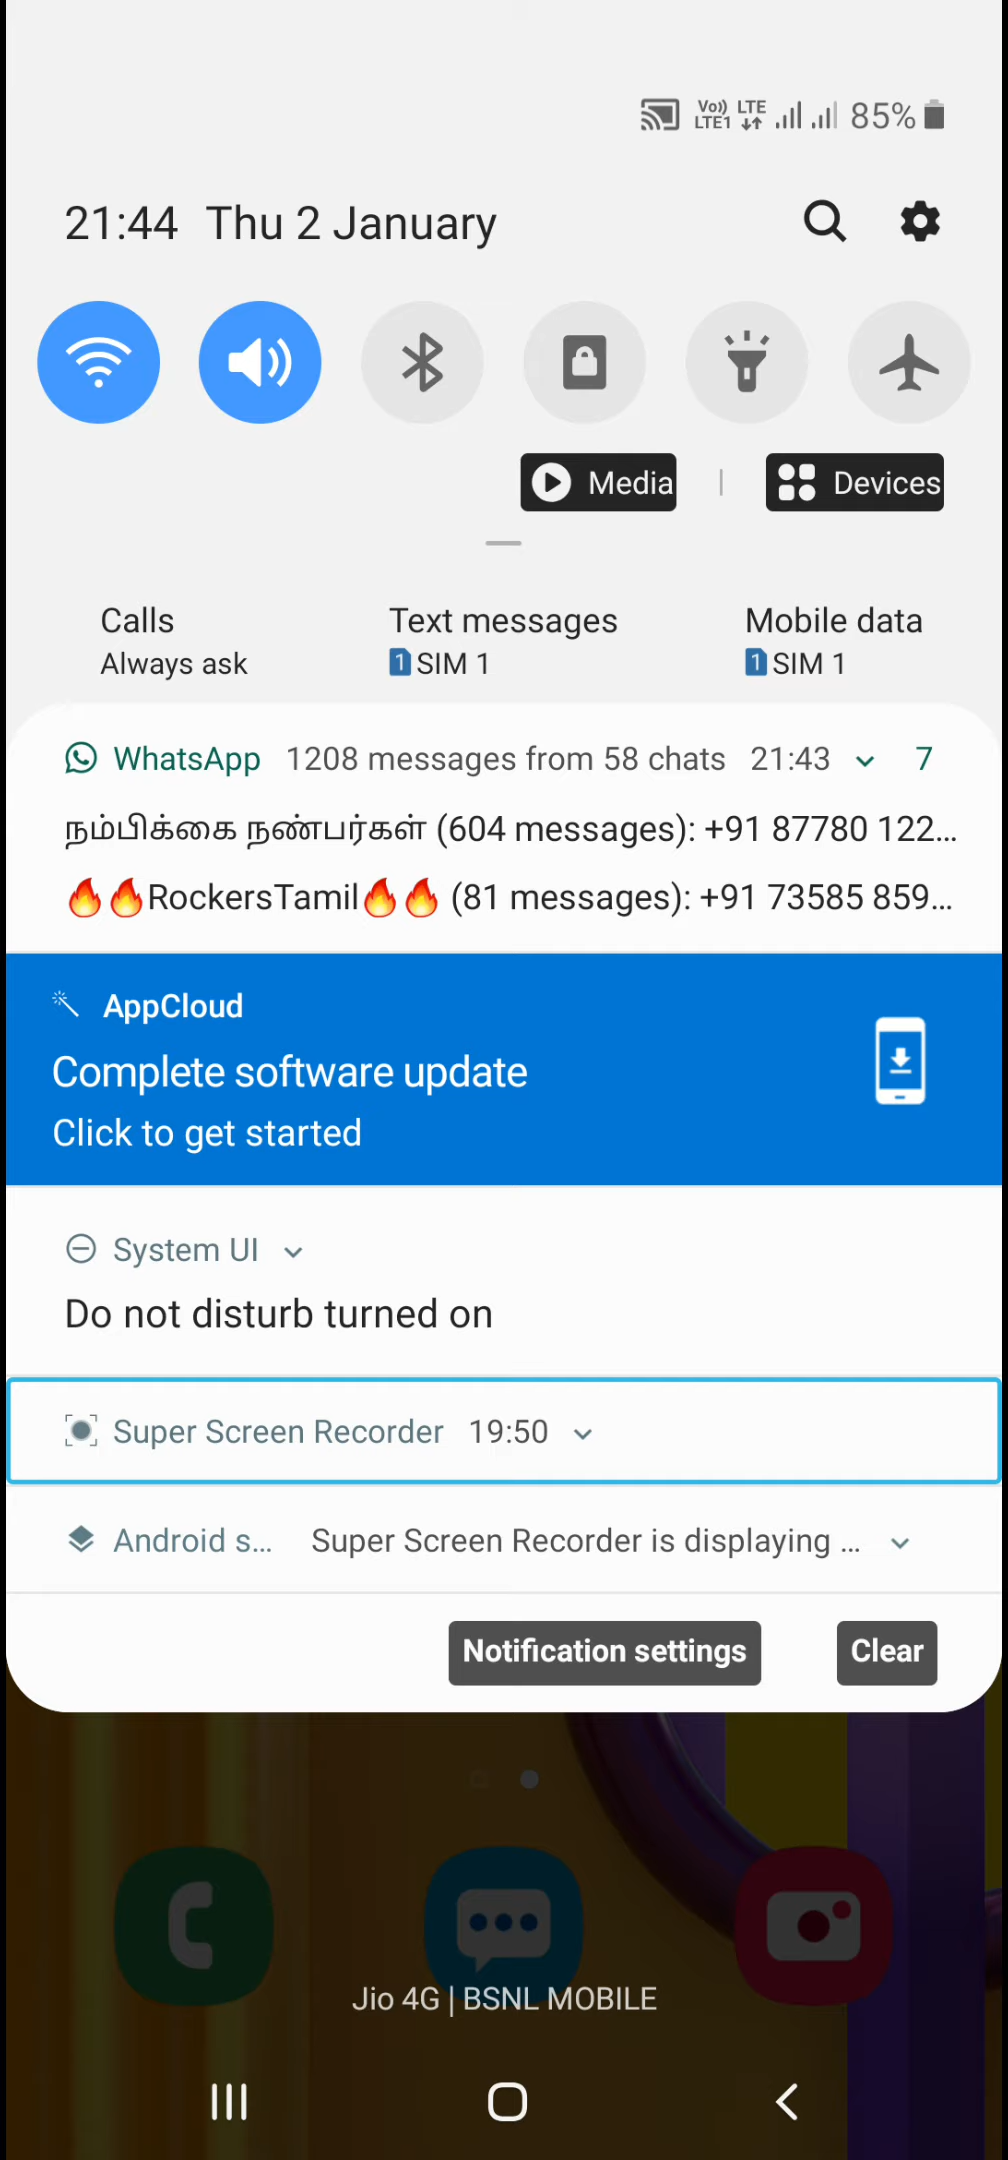 Vo)) LTE 85%
LTE1
21:44 Thu 2 January
Media | Devices
Calls Text messages Mobile data
Always ask 1 SIM 1 1 SIM 1
WhatsApp 1208 messages from 58 chats 21:43 7
நம்பிக்கை நண்பர்கள் (604 messages): +91 87780 122...
🔥🔥RockersTamil🔥🔥 (81 messages): +91 73585 859...
AppCloud
Complete software update
Click to get started
System UI
Do not disturb turned on
Super Screen Recorder 19:50
Android s... Super Screen Recorder is displaying ...
Notification settings Clear
Jio 4G | BSNL MOBILE